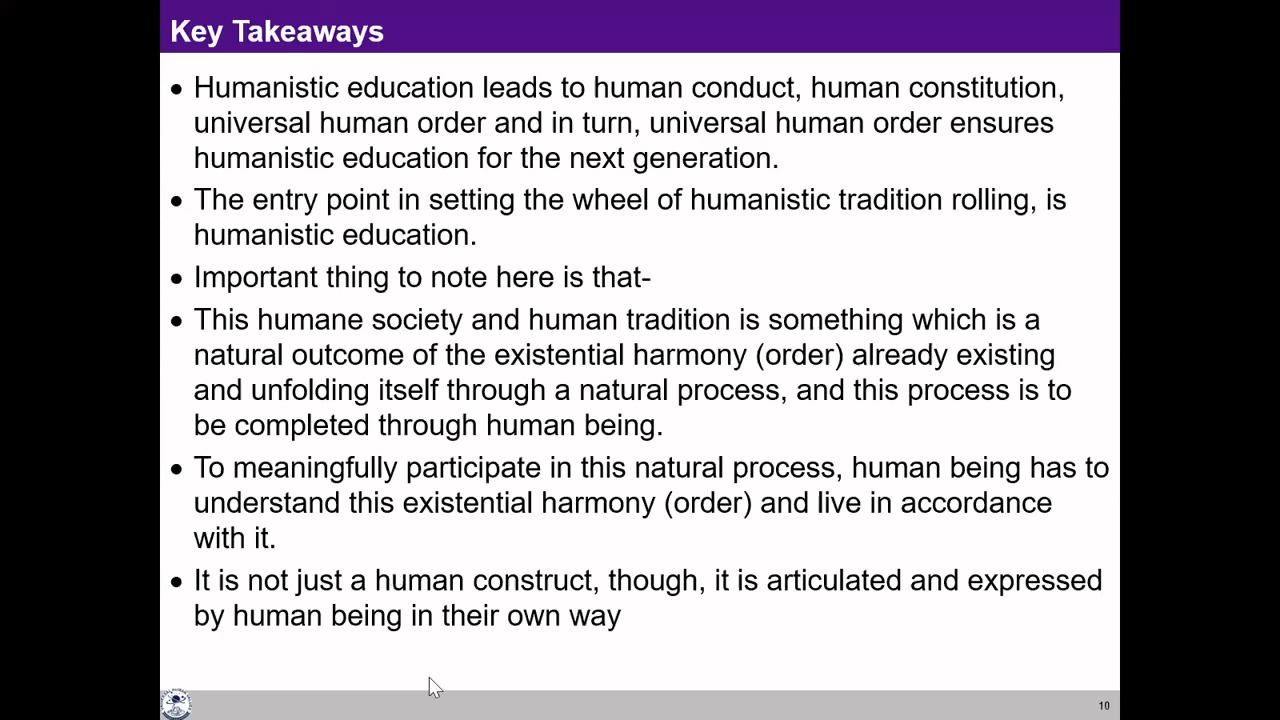 Key Takeaways
• Humanistic education leads to human conduct, human constitution,
universal human order and in turn, universal human order ensures
humanistic education for the next generation.
• The entry point in setting the wheel of humanistic tradition rolling, is
humanistic education.
• Important thing to note here is that-
• This humane society and human tradition is something which is a
natural outcome of the existential harmony (order) already existing
and unfolding itself through a natural process, and this process is to
be completed through human being.
• To meaningfully participate in this natural process, human being has to
understand this existential harmony (order) and live in accordance
with it.
• It is not just a human construct, though, it is articulated and expressed
by human being in their own way
10